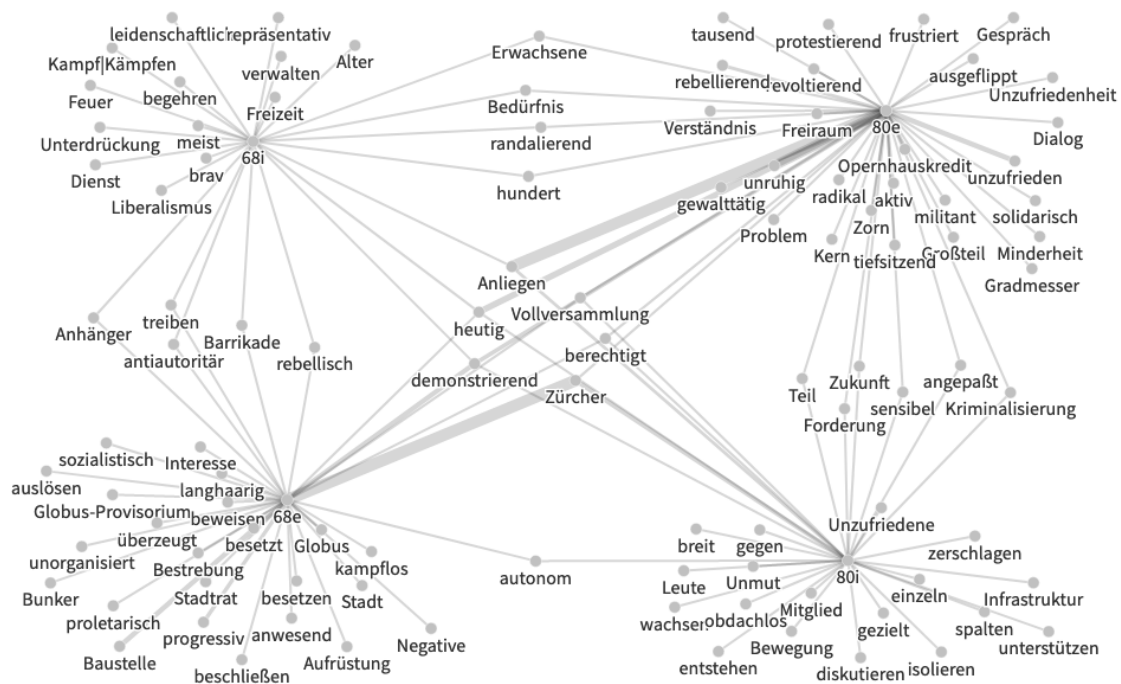 leidenschaftlich
repräsentativ
tausend
protestierend
frustriert
Gespräch
Kampf|Kämpfen
verwalten
Alter
Erwachsene
rebellierend
revoltierend
ausgeflippt
Unzufriedenheit
Feuer
begehren
Freizeit
Bedürfnis
Verständnis
Freiraum
80e
Dialog
Unterdrückung
meist
68i
randalierend
Opernhauskredit
unzufrieden
Dienst
brav
hundert
unruhig
radikal
aktiv
Liberalismus
gewalttätig
militant
solidarisch
Problem
Zorn
Kern
tiefsitzend
Großteil
Minderheit
Gradmesser
Anliegen
Vollversammlung
Anhänger
treiben
Barrikade
heutig
antiautoritär
rebellisch
berechtigt
demonstrierend
Zürcher
Teil
Zukunft
angepaßt
sensibel
Kriminalisierung
Forderung
sozialistisch
Interesse
auslösen
langhaarig
Globus-Provisorium
beweisen
68e
Unzufriedene
überzeugt
besetzt
Globus
breit
gegen
zerschlagen
unorganisiert
Bestrebung
kampflos
autonom
Leute
Unmut
80i
Bunker
Stadtrat
besetzen
Stadt
einzeln
Infrastruktur
proletarisch
wachsen
obdachlos
Mitglied
progressiv
anwesend
Negative
Bewegung
gezielt
spalten
unterstützen
Baustelle
beschließen
Aufrüstung
entstehen
diskutieren
isolieren